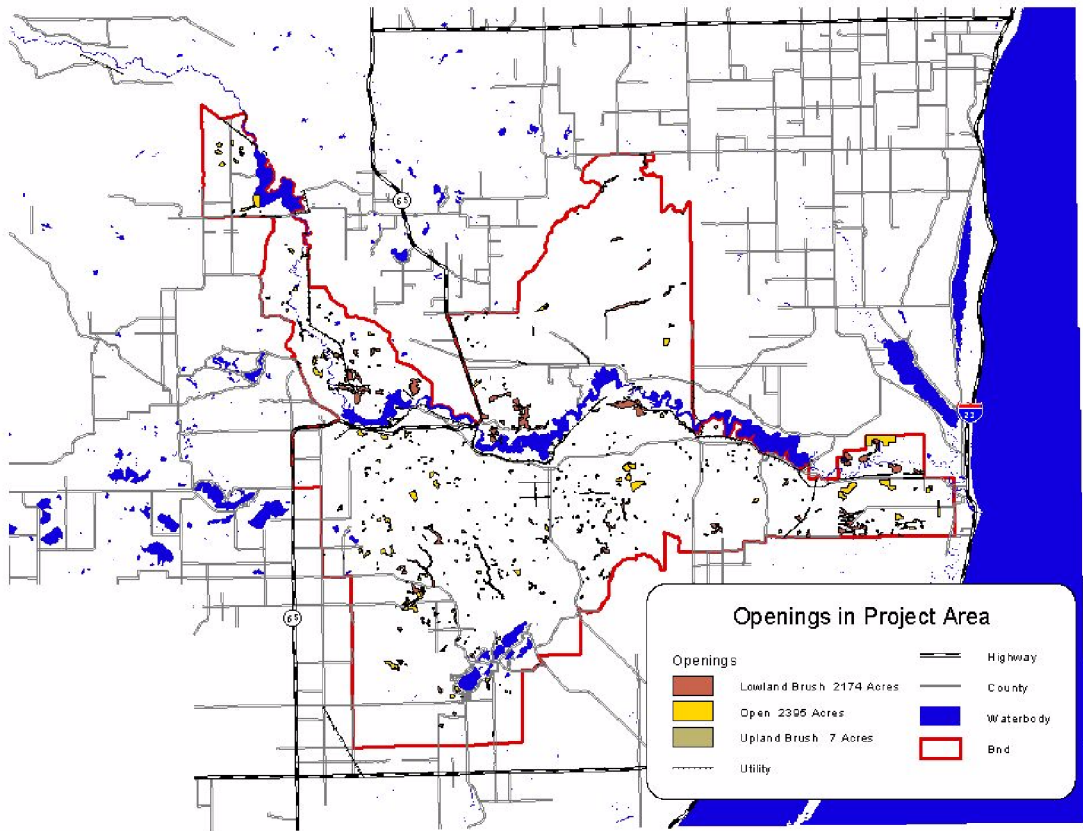 65
23
65
Openings in Project Area
Openings
Lowland Brush 2174 Acres
Open 2395 Acres
Upland Brush 7 Acres
Utility
Highway
County
Waterbody
Bnd